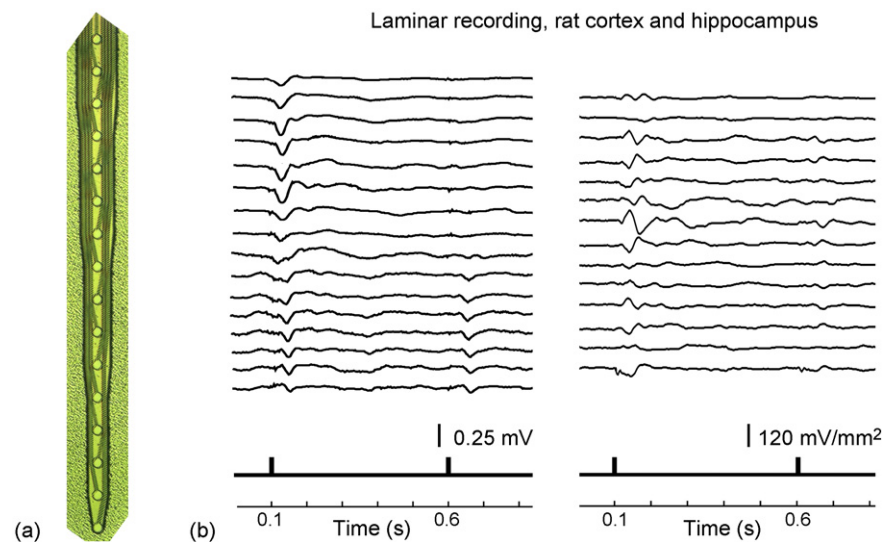 Laminar recording, rat cortex and hippocampus
(a)
(b)
0.25 mV
120 mV/mm²
0.1
0.6
Time (s)
0.1
0.6
Time (s)